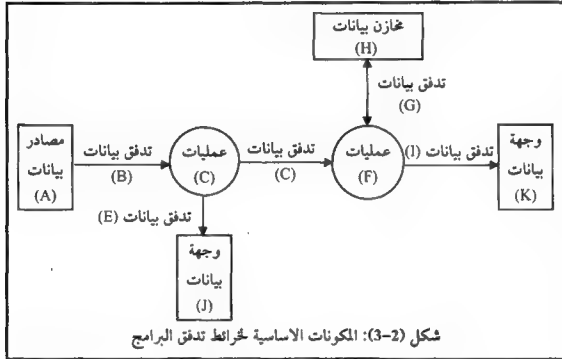 مخازن بيانات
(H)
تدفق بيانات
(G)
مصادر
بيانات
(A)
تدفق بيانات
(B)
عمليات
(C)
تدفق بيانات
(C)
عمليات
(F)
تدفق بيانات (I)
وجهة
بيانات
(K)
تدفق بيانات (E)
وجهة
بيانات
(J)
شكل (2-3): المكونات الاساسية لخرائط تدفق البرامج